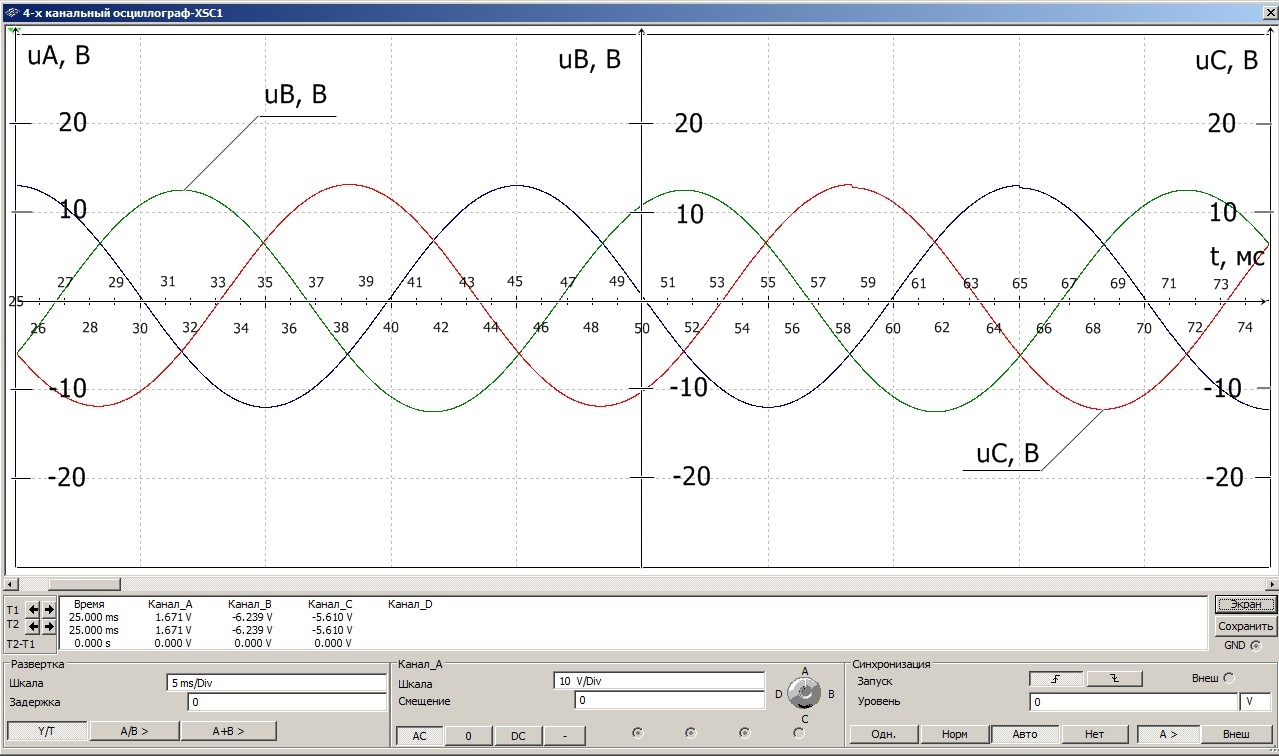 4-х канальный осциллограф-XSC1
uA, В uB, В uC, В
uB, В
20 20 20
10 10 10
t, мс
27 29 31 33 35 37 39 41 43 45 47 49 51 53 55 57 59 61 63 65 67 69 71 73
25
26 28 30 32 34 36 38 40 42 44 46 48 50 52 54 56 58 60 62 64 66 68 70 72 74
-10 -10 -10
uC, В
-20 -20 -20
T1
T2
T2-T1
Время Канал_A Канал_B Канал_C Канал_D
25.000 ms 1.671 V -6.239 V -5.610 V
25.000 ms 1.671 V -6.239 V -5.610 V
0.000 s 0.000 V 0.000 V 0.000 V
Экран
Сохранить
GND
Развертка
Шкала 5 ms/Div
Задержка 0
Y/T A/B > A+B >
Канал_A
Шкала 10 V/Div
Смещение 0
AC 0 DC -
A
D B
C
Синхронизация
Запуск Внеш
Уровень 0 V
Одн. Норм Авто Нет A > Внеш